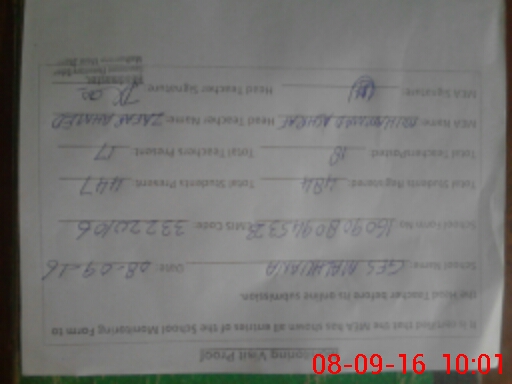 Monitoring Visit Proof
It is certified that the MEA has shown all entries of the School Monitoring Form to
the Head Teacher before its online submission.
School Name: GES MALHUANA Date: 08-09-16
School Form No. EMIS Code: 33220106
Total Students Registered: 484 Total Students Present: 447
Total Teachers Posted: 18 Total Teachers Present: 17
MEA Name: MUHAMMAD ASHRAF Head Teacher Name: ZAFAR AHMED
MEA Signature: Head Teacher Signature:
08-09-16 10:01